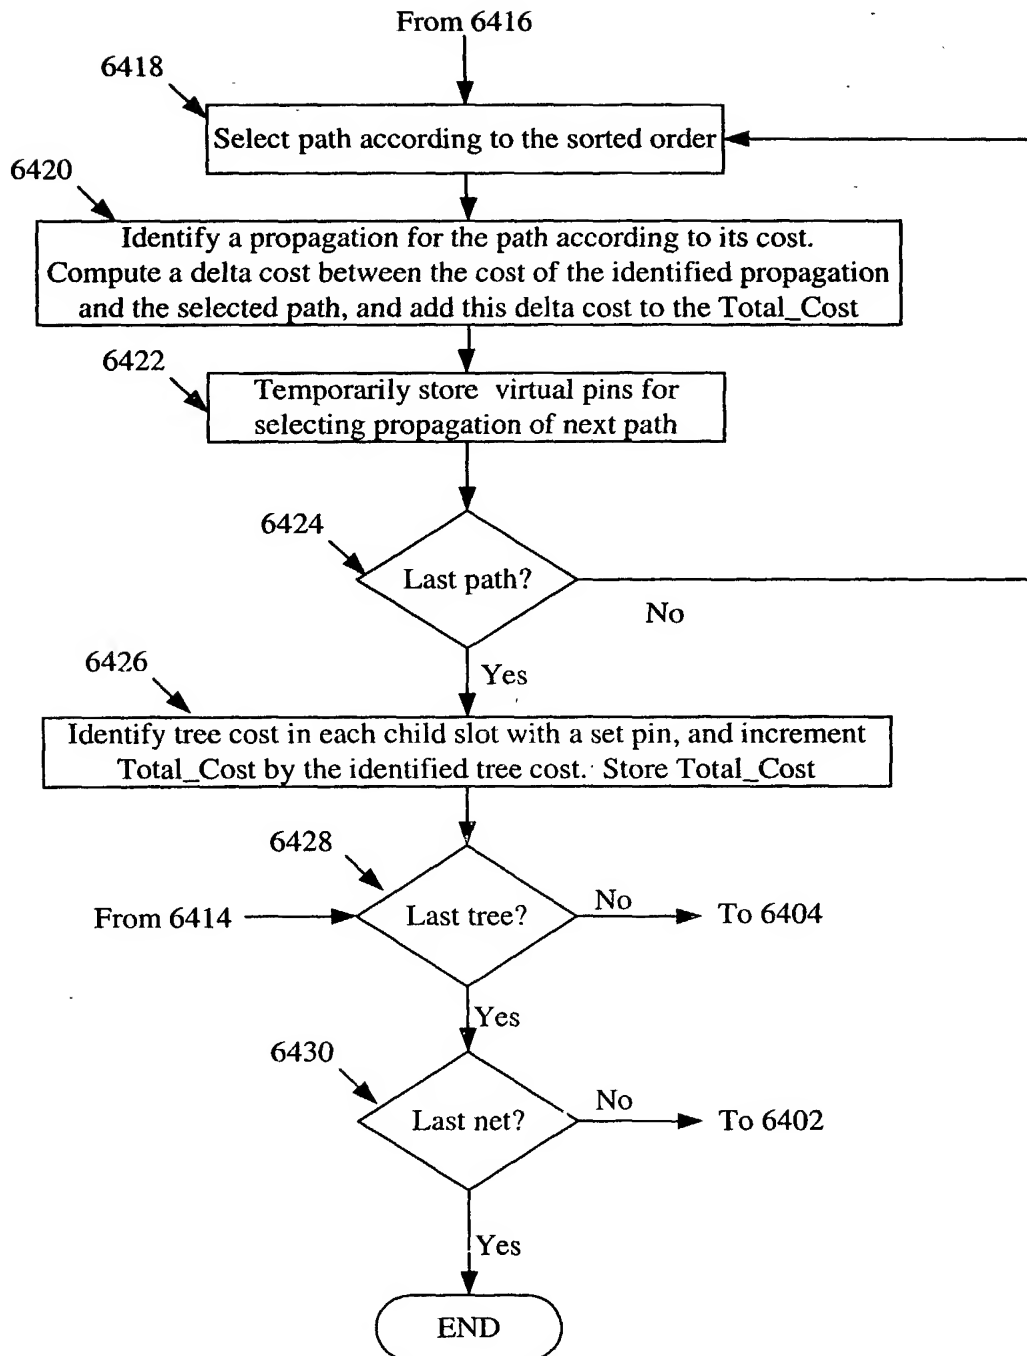 From 6416
6418
Select path according to the sorted order
6420
Identify a propagation for the path according to its cost.
Compute a delta cost between the cost of the identified propagation
and the selected path, and add this delta cost to the Total_Cost
6422
Temporarily store virtual pins for
selecting propagation of next path
6424
Last path?
No
Yes
6426
Identify tree cost in each child slot with a set pin, and increment
Total_Cost by the identified tree cost. Store Total_Cost
6428
From 6414
Last tree?
No
To 6404
Yes
6430
Last net?
No
To 6402
Yes
END